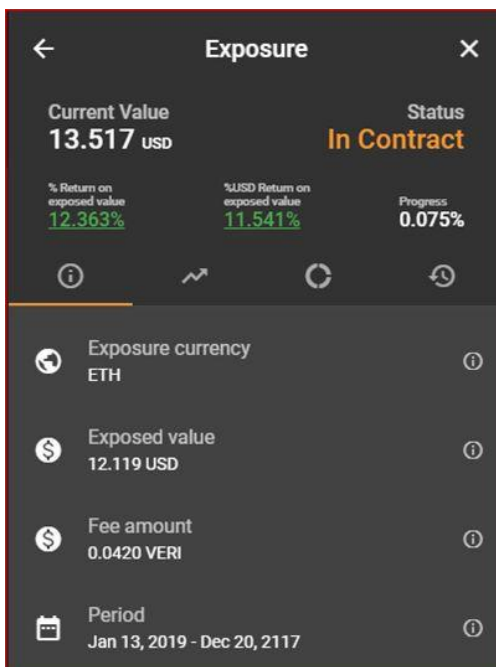 Exposure
Current Value Status
13.517 USD In Contract
% Return on %USD Return on
exposed value exposed value Progress
12.363% 11.541% 0.075%
Exposure currency
ETH
Exposed value
12.119 USD
Fee amount
0.0420 VERI
Period
Jan 13, 2019 - Dec 20, 2117